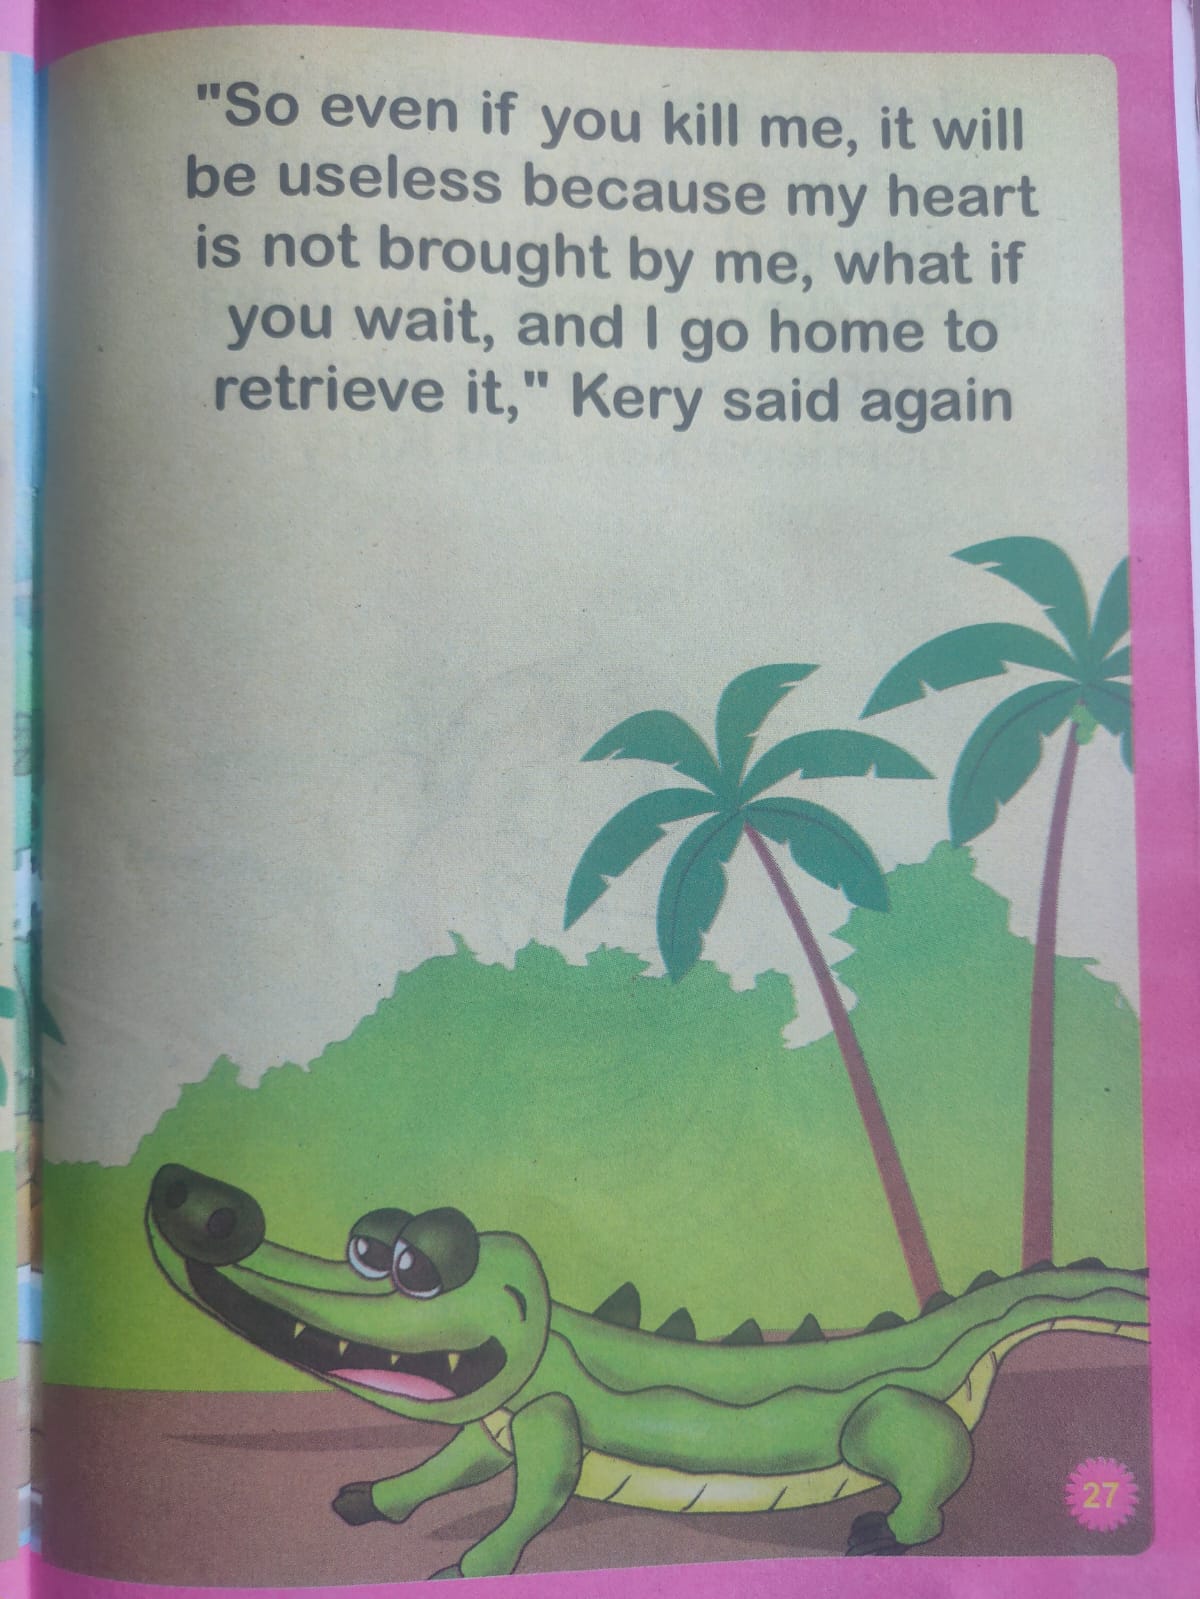 "So even if you kill me, it will
be useless because my heart
is not brought by me, what if
you wait, and I go home to
retrieve it," Kery said again
27